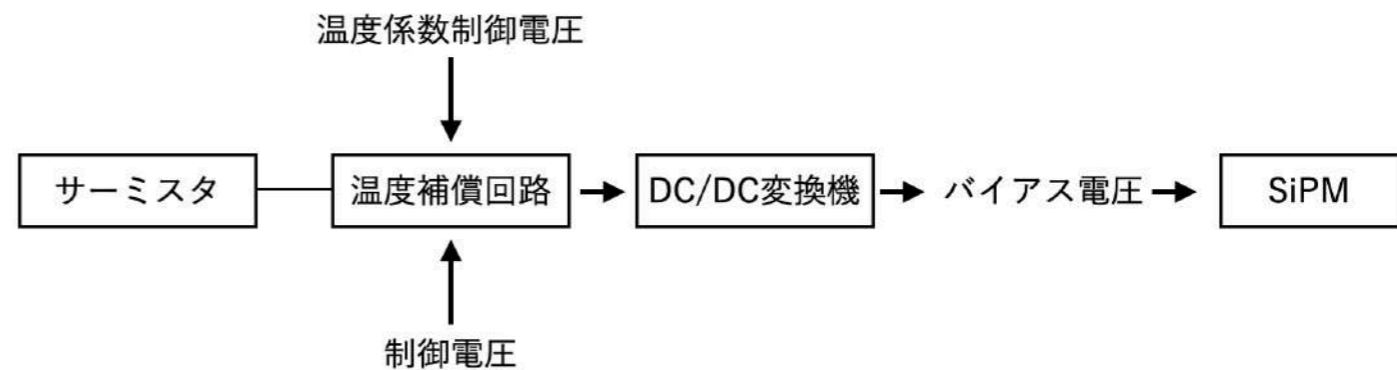 温度係数制御電圧
サーミスタ
温度補償回路
DC/DC変換機
バイアス電圧
SiPM
制御電圧